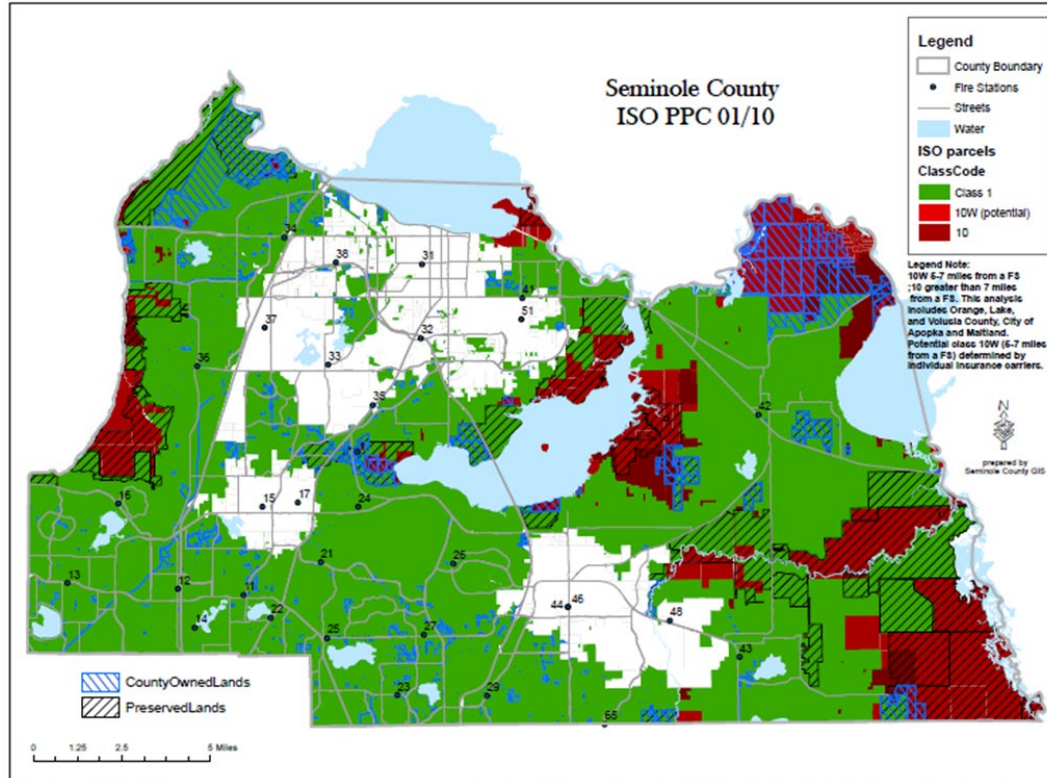 Seminole County
ISO PPC 01/10
Legend
County Boundary
Fire Stations
Streets
Water
ISO parcels
ClassCode
Class 1
10W (potential)
10
Legend Note:
10W 5-7 miles from a FS
;10 greater than 7 miles
from a FS. This analysis
includes Orange, Lake,
and Volusia County, City of
Apopka and Maitland.
Potential class 10W (5-7 miles
from a FS) determined by
individual insurance carriers.
N
prepared by
Seminole County GIS
34
38
31
41
51
37
32
33
36
35
42
16
15
17
24
13
12
11
21
26
14
22
25
27
44
46
48
43
23
29
65
CountyOwnedLands
PreservedLands
0 1.25 2.5 5 Miles